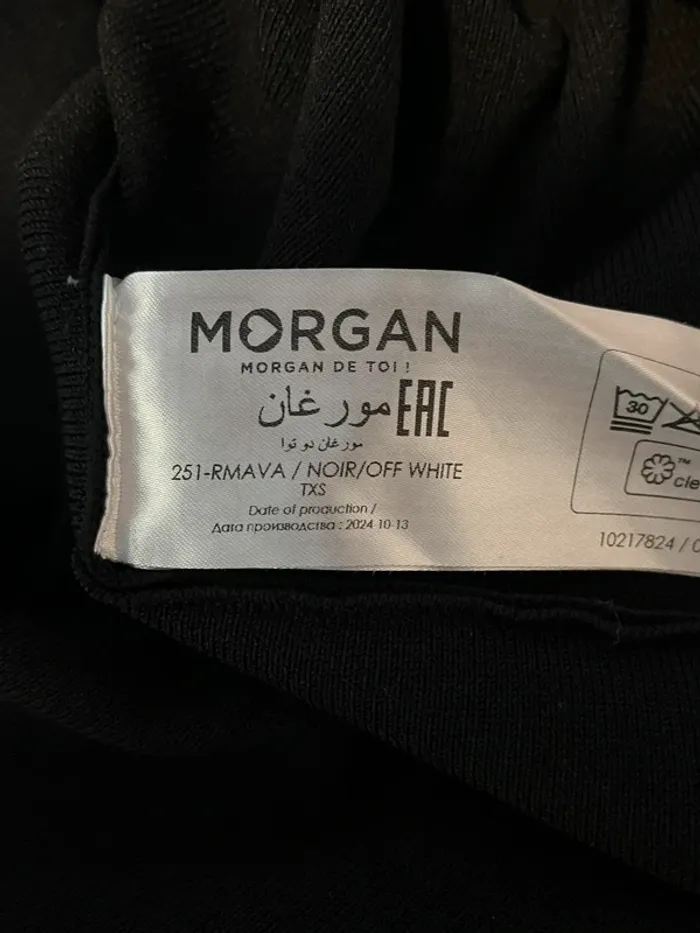 MORGAN
MORGAN DE TOI !
مورغان EAC
مورغان دو توا
251-RMAVA / NOIR/OFF WHITE
TXS
Date of production /
Дата производства : 2024-10-13
30
™
10217824 /